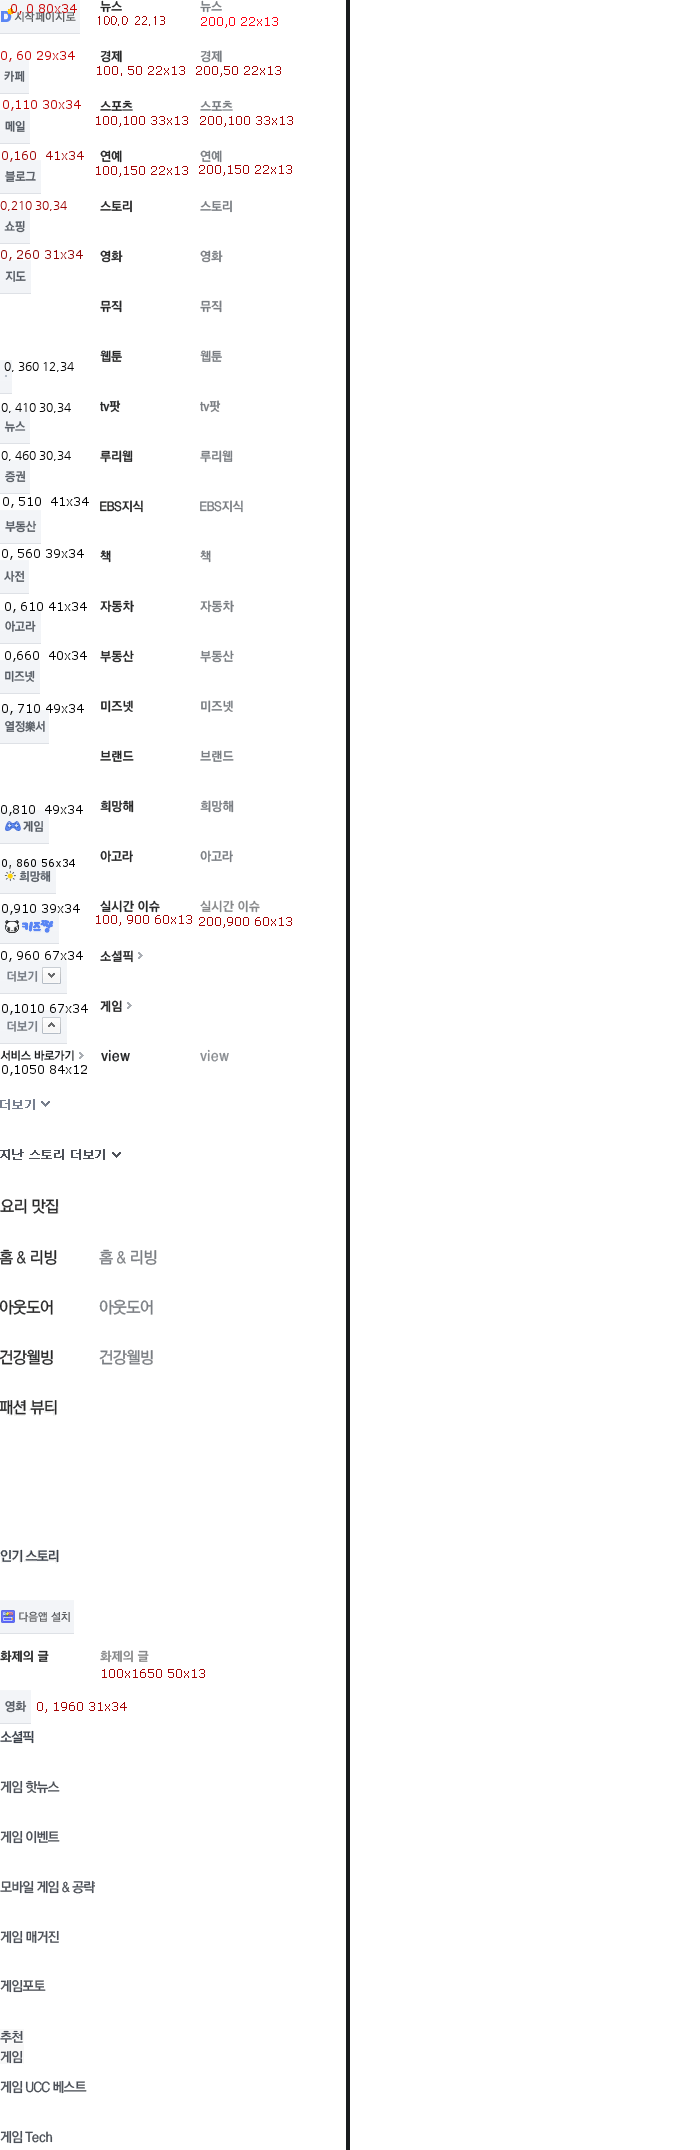 0, 0 80x34
시작페이지로
뉴스 뉴스
100,0 22,13 200,0 22x13
0, 60 29x34 경제 경제
카페 100, 50 22x13 200,50 22x13
0,110 30x34 스포츠 스포츠
메일 100,100 33x13 200,100 33x13
0,160 41x34 연예 연예
블로그 100,150 22x13 200,150 22x13
0,210 30,34 스토리 스토리
쇼핑
0, 260 31x34 영화 영화
지도
뮤직 뮤직
웹툰 웹툰
0, 360 12,34
0, 410 30,34 tv팟 tv팟
뉴스
0, 460 30,34 루리웹 루리웹
증권
0, 510 41x34 EBS지식 EBS지식
부동산
0, 560 39x34 책 책
사전
0, 610 41x34 자동차 자동차
아고라
0,660 40x34 부동산 부동산
미즈넷
0, 710 49x34 미즈넷 미즈넷
열정樂서
브랜드 브랜드
0,810 49x34 희망해 희망해
게임
0, 860 56x34 아고라 아고라
희망해
0,910 39x34 실시간 이슈 실시간 이슈
키즈짱 100, 900 60x13 200,900 60x13
0, 960 67x34 소셜픽
더보기
0,1010 67x34 게임
더보기
서비스 바로가기 view view
0,1050 84x12
더보기
지난 스토리 더보기
요리 맛집
홈 & 리빙 홈 & 리빙
아웃도어 아웃도어
건강웰빙 건강웰빙
패션 뷰티
인기 스토리
다음앱 설치
화제의 글 화제의 글
100x1650 50x13
영화 0, 1960 31x34
소셜픽
게임 핫뉴스
게임 이벤트
모바일 게임 & 공략
게임 매거진
게임포토
추천
게임
게임 UCC 베스트
게임 Tech